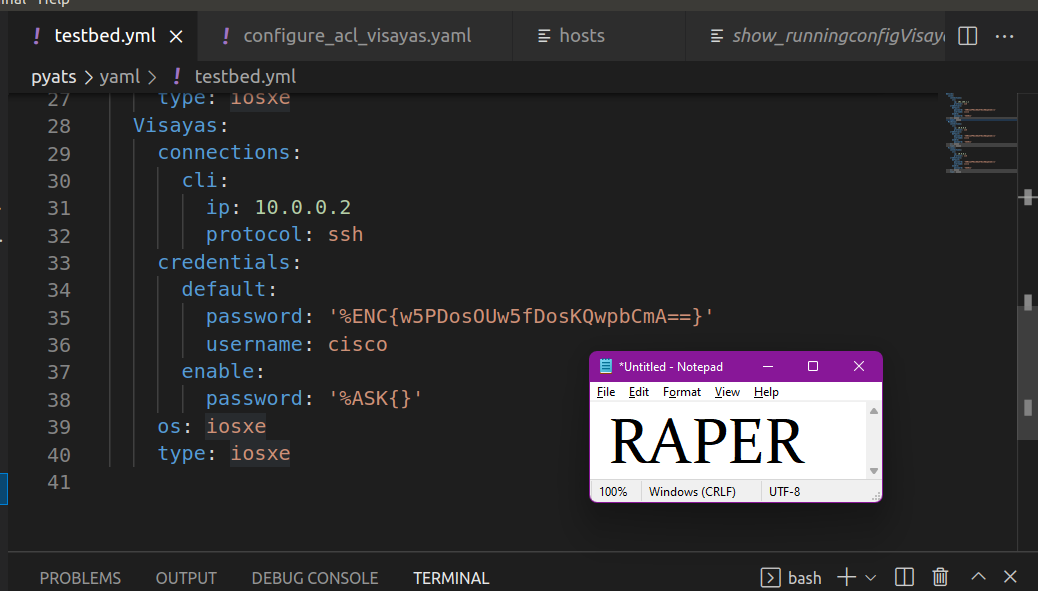 Help
testbed.yml
configure_acl_visayas.yaml
hosts
show_runningconfigVisaya
pyats > yaml > ! testbed.yml
27 type: iosxe
28 Visayas:
29 connections:
30 cli:
31 ip: 10.0.0.2
32 protocol: ssh
33 credentials:
34 default:
35 password: '%ENC{w5PDosOUw5fDosKQwpbCmA==}'
36 username: cisco
37 enable:
38 password: '%ASK{}'
39 os: iosxe
40 type: iosxe
41
*Untitled - Notepad
File Edit Format View Help
RAPER
100% Windows (CRLF) UTF-8
PROBLEMS OUTPUT DEBUG CONSOLE TERMINAL bash